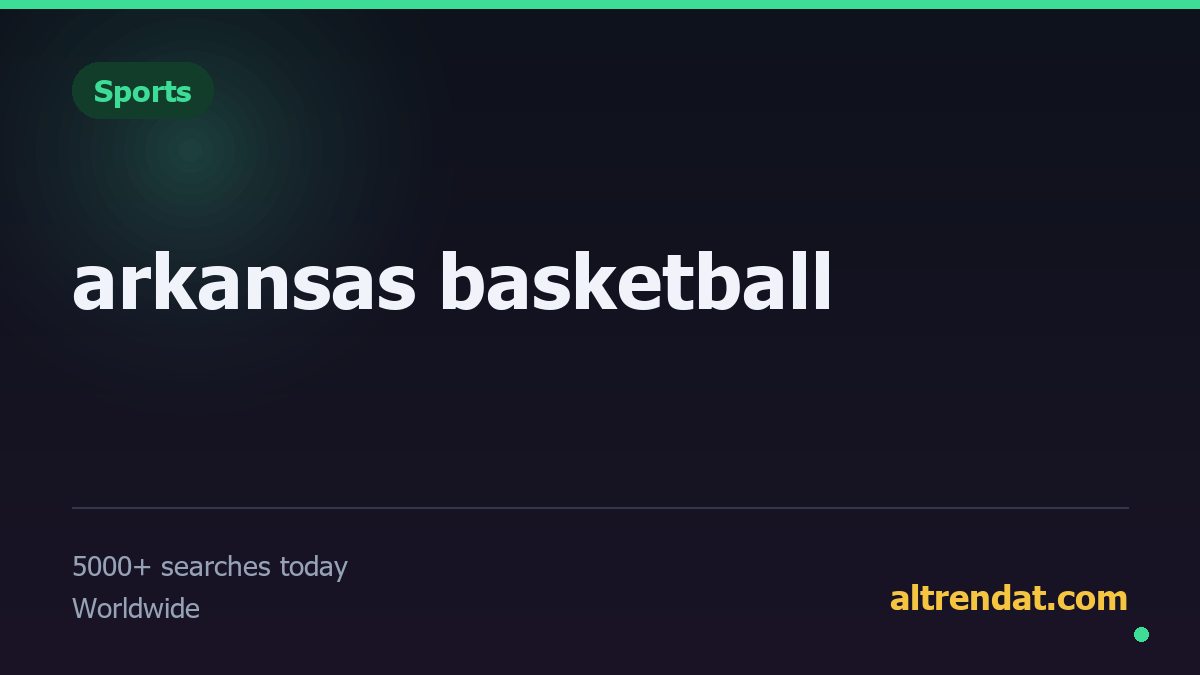 Sports
arkansas basketball
5000+ searches today
Worldwide
altrendat.com